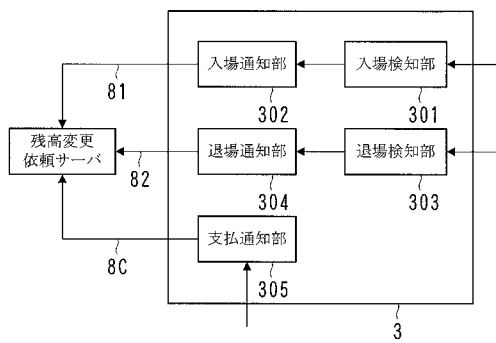 入場通知部
入場検知部
81
302
301
残高変更
依頼サーバ
退場通知部
退場検知部
82
304
303
支払通知部
8C
305
3